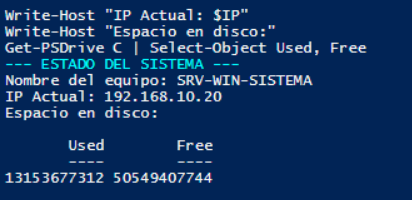 Write-Host "IP Actual: $IP"
Write-Host "Espacio en disco:"
Get-PSDrive C | Select-Object Used, Free
--- ESTADO DEL SISTEMA ---
Nombre del equipo: SRV-WIN-SISTEMA
IP Actual: 192.168.10.20
Espacio en disco:
Used Free
---- ----
13153677312 50549407744